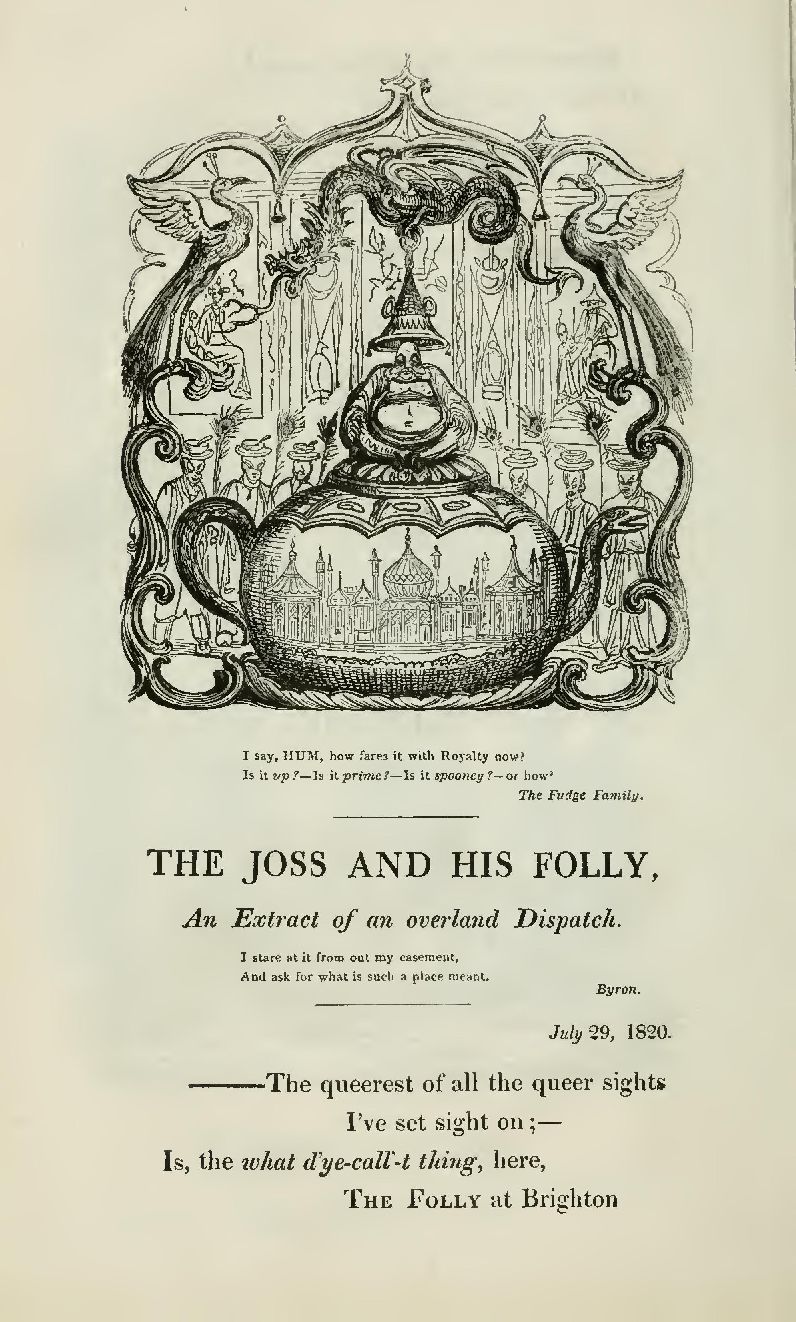 I say, HUM, how fares it with Royalty now?
Is it up?—Is it prime?—Is it spooney?—or how?
The Fudge Family.
THE JOSS AND HIS FOLLY,
An Extract of an overland Dispatch.
I stare at it from out my casement,
And ask for what is such a place meant.
Byron.
July 29, 1820.
———The queerest of all the queer sights
I've set sight on;—
Is, the what d'ye-call'-t thing, here,
THE FOLLY at Brighton